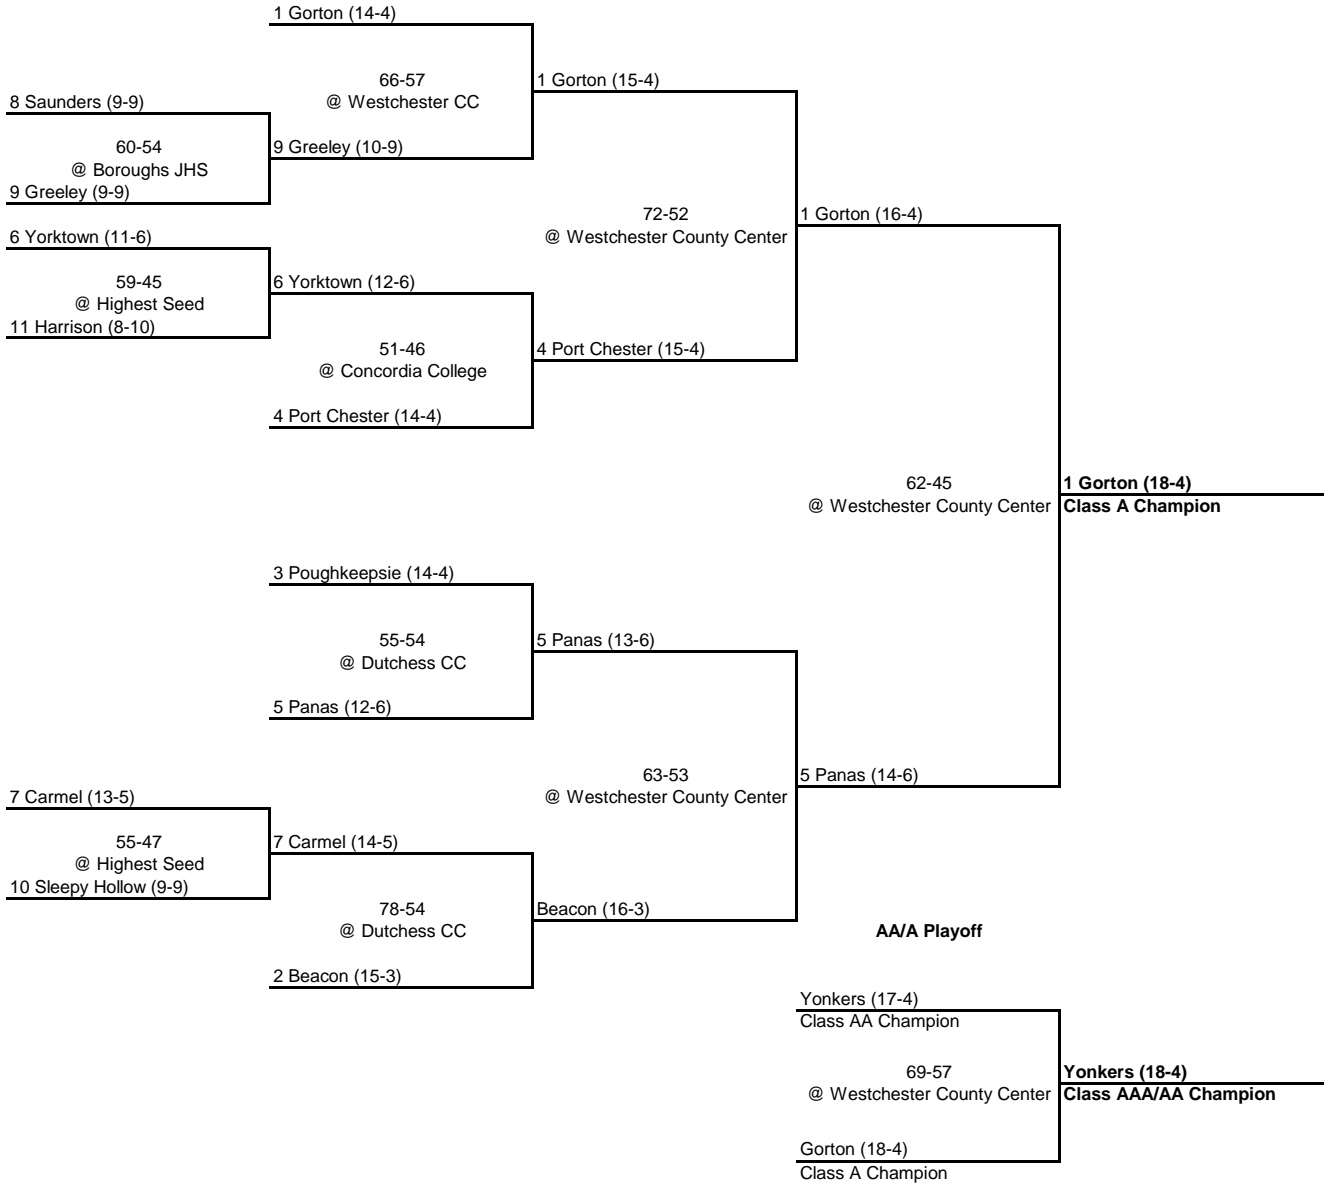 1 Gorton (14-4)
66-57
@ Westchester CC
1 Gorton (15-4)
8 Saunders (9-9)
60-54
@ Boroughs JHS
9 Greeley (10-9)
9 Greeley (9-9)
72-52
@ Westchester County Center
1 Gorton (16-4)
6 Yorktown (11-6)
59-45
@ Highest Seed
6 Yorktown (12-6)
11 Harrison (8-10)
51-46
@ Concordia College
4 Port Chester (15-4)
4 Port Chester (14-4)
62-45
@ Westchester County Center
1 Gorton (18-4)
Class A Champion
3 Poughkeepsie (14-4)
55-54
@ Dutchess CC
5 Panas (13-6)
5 Panas (12-6)
63-53
@ Westchester County Center
5 Panas (14-6)
7 Carmel (13-5)
55-47
@ Highest Seed
7 Carmel (14-5)
10 Sleepy Hollow (9-9)
78-54
@ Dutchess CC
Beacon (16-3)
2 Beacon (15-3)
AA/A Playoff
Yonkers (17-4)
Class AA Champion
69-57
@ Westchester County Center
Yonkers (18-4)
Class AAA/AA Champion
Gorton (18-4)
Class A Champion